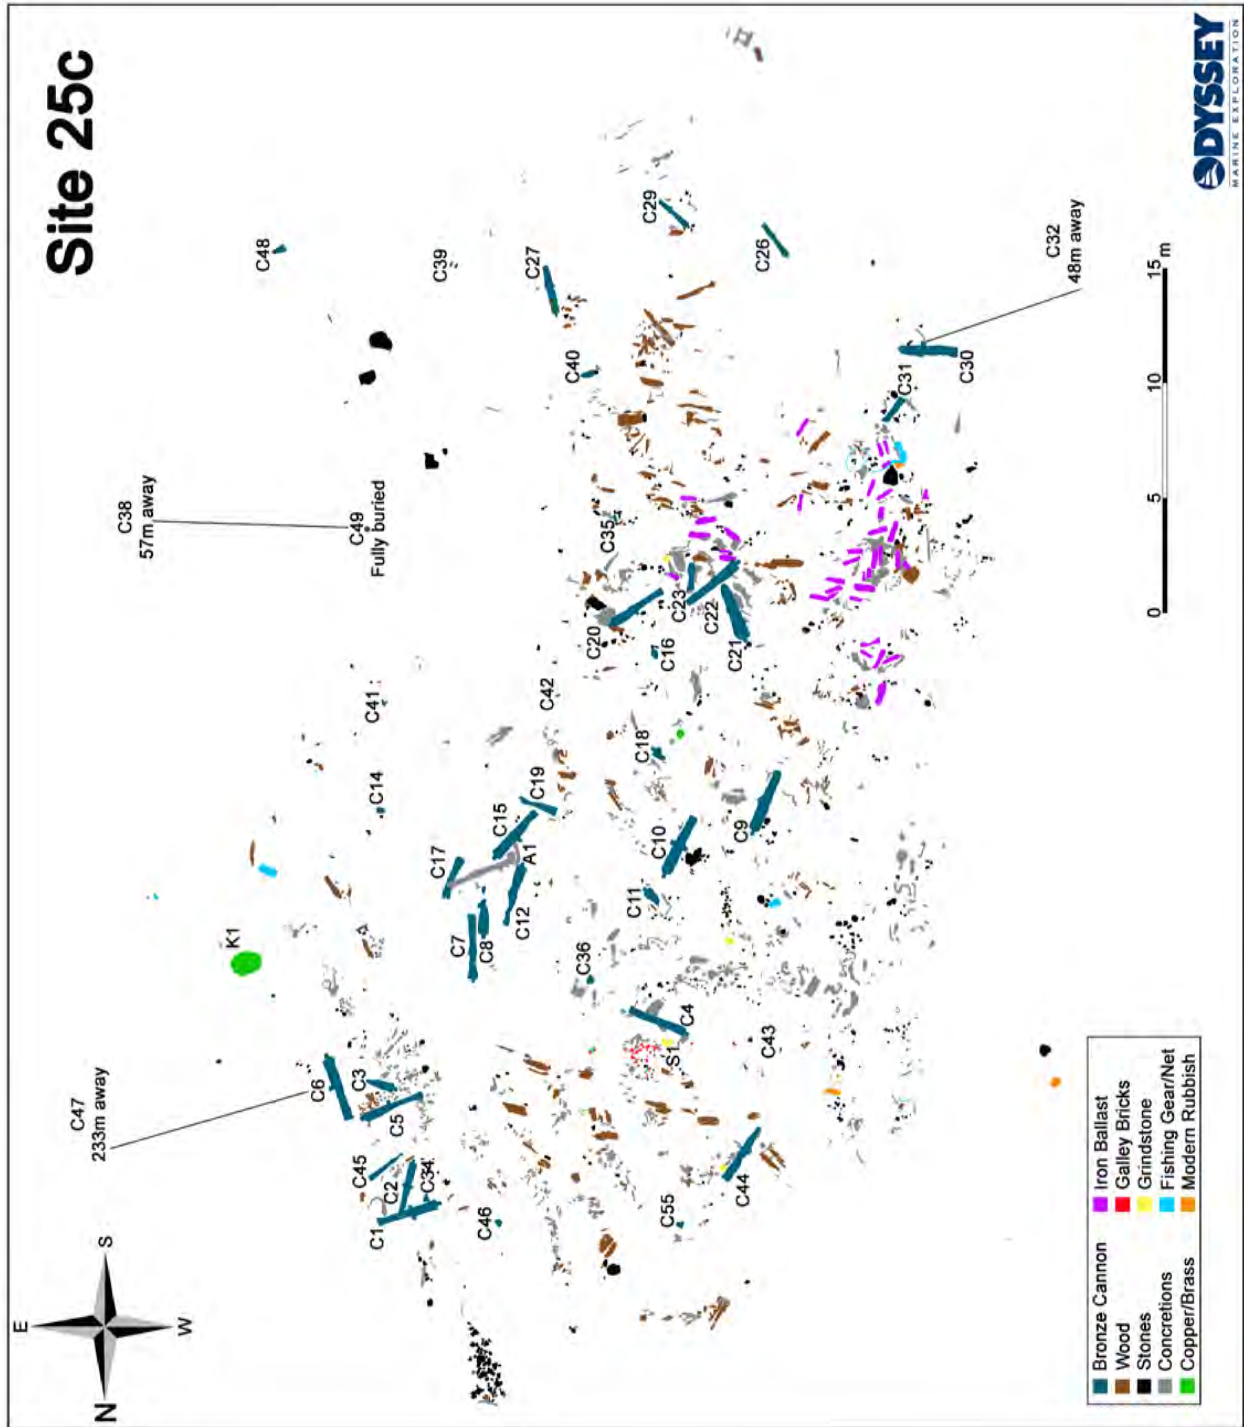 Site 25c
ODYSSEY
MARINE EXPLORATION
E
N
S
W
C47
233m away
C38
57m away
C49
Fully buried
C48
C39
C27
C29
C26
C32
48m away
C40
C31
C30
C35
C20
C23
C22
C21
C16
C41
C42
C14
C18
C19
C15
C17
A1
C10
C9
C11
C12
C7
C8
K1
C36
C4
S1
C43
C6
C3
C5
C45
C2
C34
C1
C46
C55
C44
0
5
10
15
m
Bronze Cannon
Wood
Stones
Concretions
Copper/Brass
Iron Ballast
Galley Bricks
Grindstone
Fishing Gear/Net
Modern Rubbish